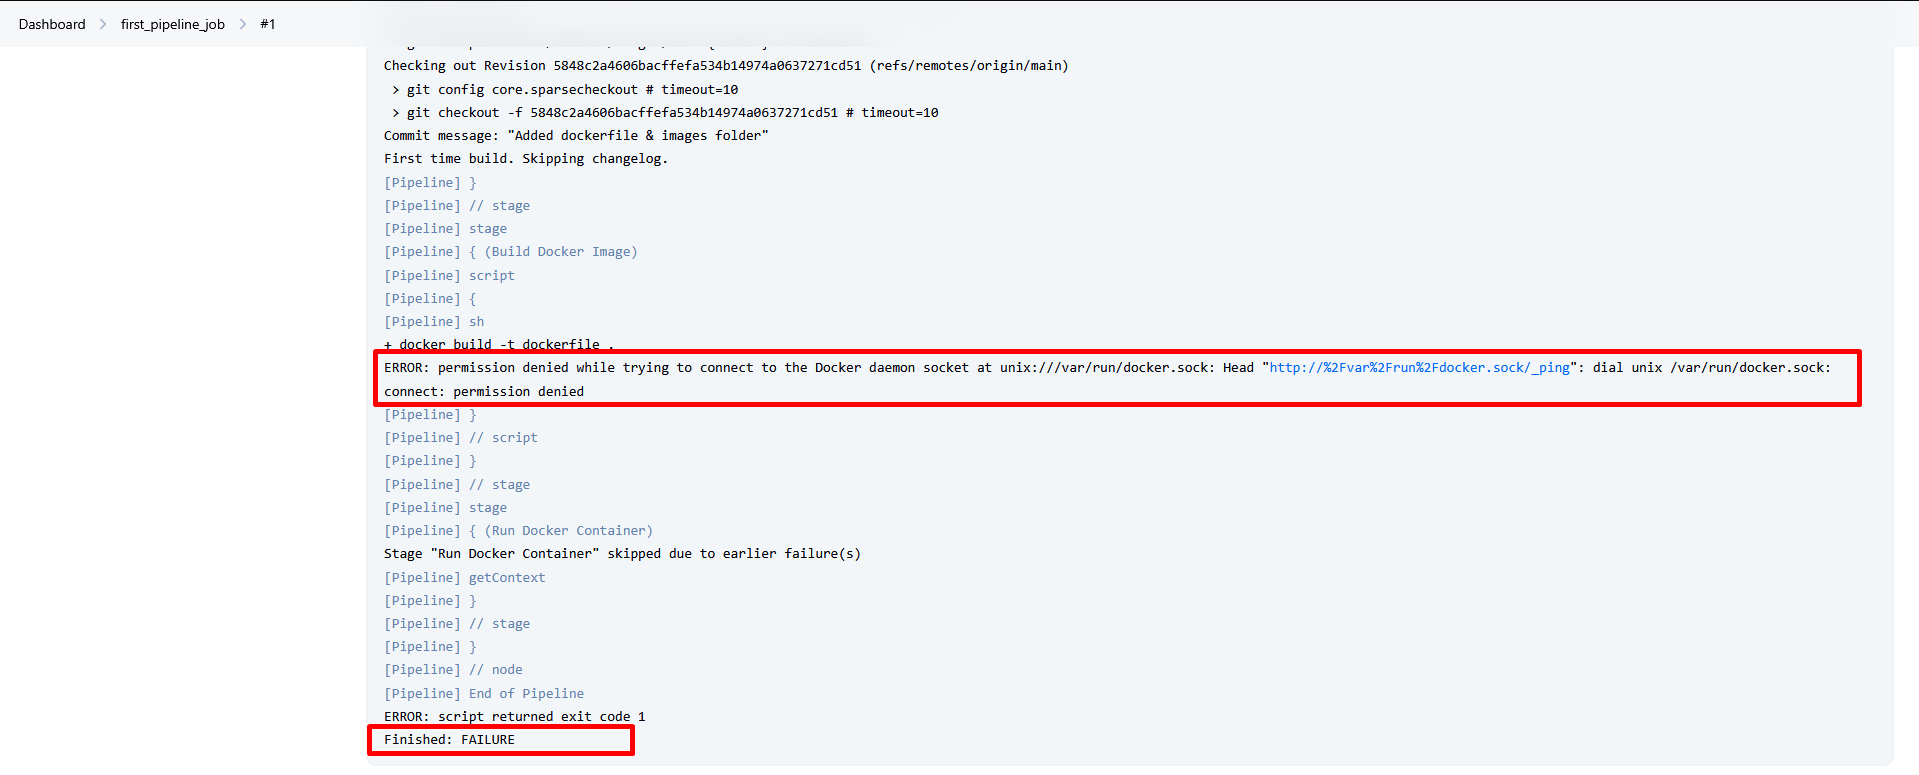 Dashboard > first_pipeline_job > #1
Checking out Revision 5848c2a4606bacffefa534b14974a0637271cd51 (refs/remotes/origin/main)
> git config core.sparsecheckout # timeout=10
> git checkout -f 5848c2a4606bacffefa534b14974a0637271cd51 # timeout=10
Commit message: "Added dockerfile & images folder"
First time build. Skipping changelog.
[Pipeline] }
[Pipeline] // stage
[Pipeline] stage
[Pipeline] { (Build Docker Image)
[Pipeline] script
[Pipeline] {
[Pipeline] sh
+ docker build -t dockerfile .
ERROR: permission denied while trying to connect to the Docker daemon socket at unix:///var/run/docker.sock: Head "http://%2Fvar%2Frun%2Fdocker.sock/_ping": dial unix /var/run/docker.sock:
connect: permission denied
[Pipeline] }
[Pipeline] // script
[Pipeline] }
[Pipeline] // stage
[Pipeline] stage
[Pipeline] { (Run Docker Container)
Stage "Run Docker Container" skipped due to earlier failure(s)
[Pipeline] getContext
[Pipeline] }
[Pipeline] // stage
[Pipeline] }
[Pipeline] // node
[Pipeline] End of Pipeline
ERROR: script returned exit code 1
Finished: FAILURE